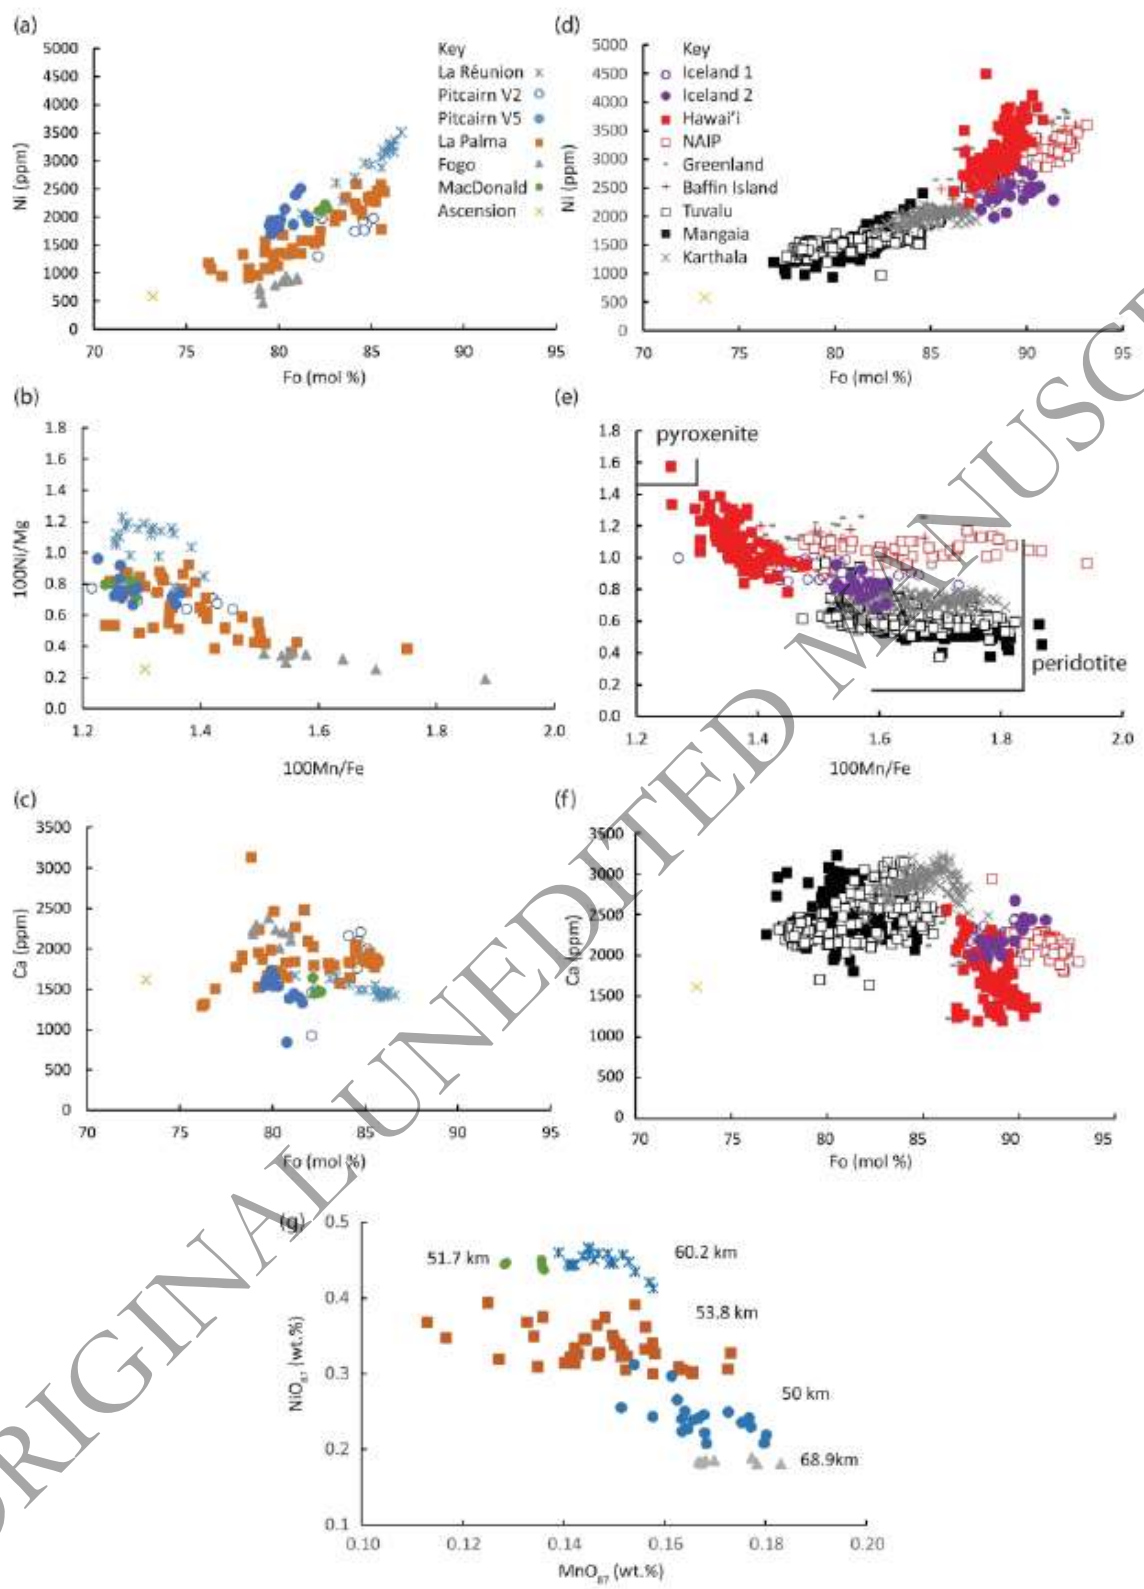 (a)
Ni (ppm)
5000
4500
4000
3500
3000
2500
2000
1500
1000
500
0
70 75 80 85 90 95
Fo (mol %)
Key
La Réunion
Pitcairn V2
Pitcairn V5
La Palma
Fogo
MacDonald
Ascension
(d)
Ni (ppm)
5000
4500
4000
3500
3000
2500
2000
1500
1000
500
0
70 75 80 85 90 95
Fo (mol %)
Key
Iceland 1
Iceland 2
Hawai'i
NAIP
Greenland
Baffin Island
Tuvalu
Mangaia
Karthala
(b)
100Ni/Mg
1.8
1.6
1.4
1.2
1.0
0.8
0.6
0.4
0.2
0.0
1.2 1.4 1.6 1.8 2.0
100Mn/Fe
(e)
1.8
1.6
1.4
1.2
1.0
0.8
0.6
0.4
0.2
0.0
pyroxenite
peridotite
1.2 1.4 1.6 1.8 2.0
100Mn/Fe
(c)
Ca (ppm)
3500
3000
2500
2000
1500
1000
500
0
70 75 80 85 90 95
Fo (mol %)
(f)
Ca (ppm)
3500
3000
2500
2000
1500
1000
500
0
70 75 80 85 90 95
Fo (mol %)
(g)
NiO87 (wt.%)
0.5
0.4
0.3
0.2
0.1
51.7 km
60.2 km
53.8 km
50 km
68.9km
0.10 0.12 0.14 0.16 0.18 0.20
MnO87 (wt.%)
ORIGINAL UNEDITED MANUSC